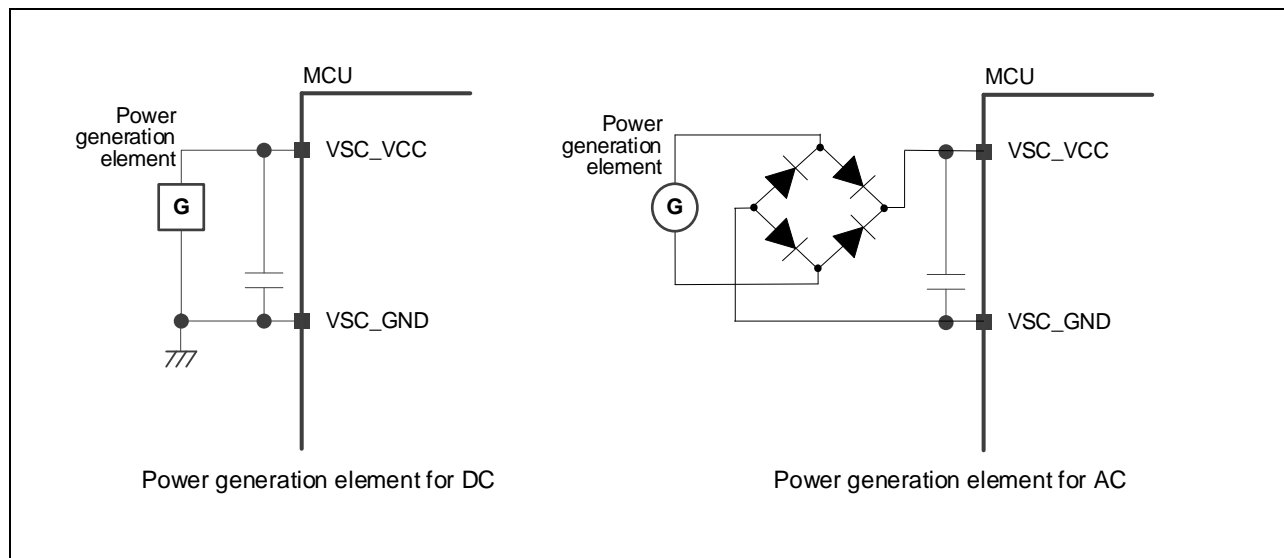 MCU
Power
generation
element
G
VSC_VCC
VSC_GND
Power generation element for DC
MCU
Power
generation
element
G
VSC_VCC
VSC_GND
Power generation element for AC